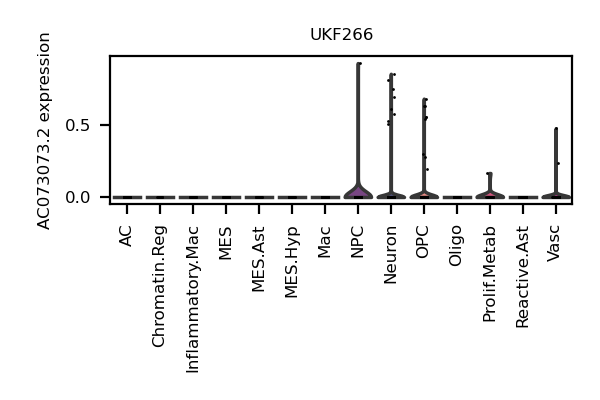 UKF266
AC073073.2 expression
0.5
0.0
AC
Chromatin.Reg
Inflammatory.Mac
MES
MES.Ast
MES.Hyp
Mac
NPC
Neuron
OPC
Oligo
Prolif.Metab
Reactive.Ast
Vasc